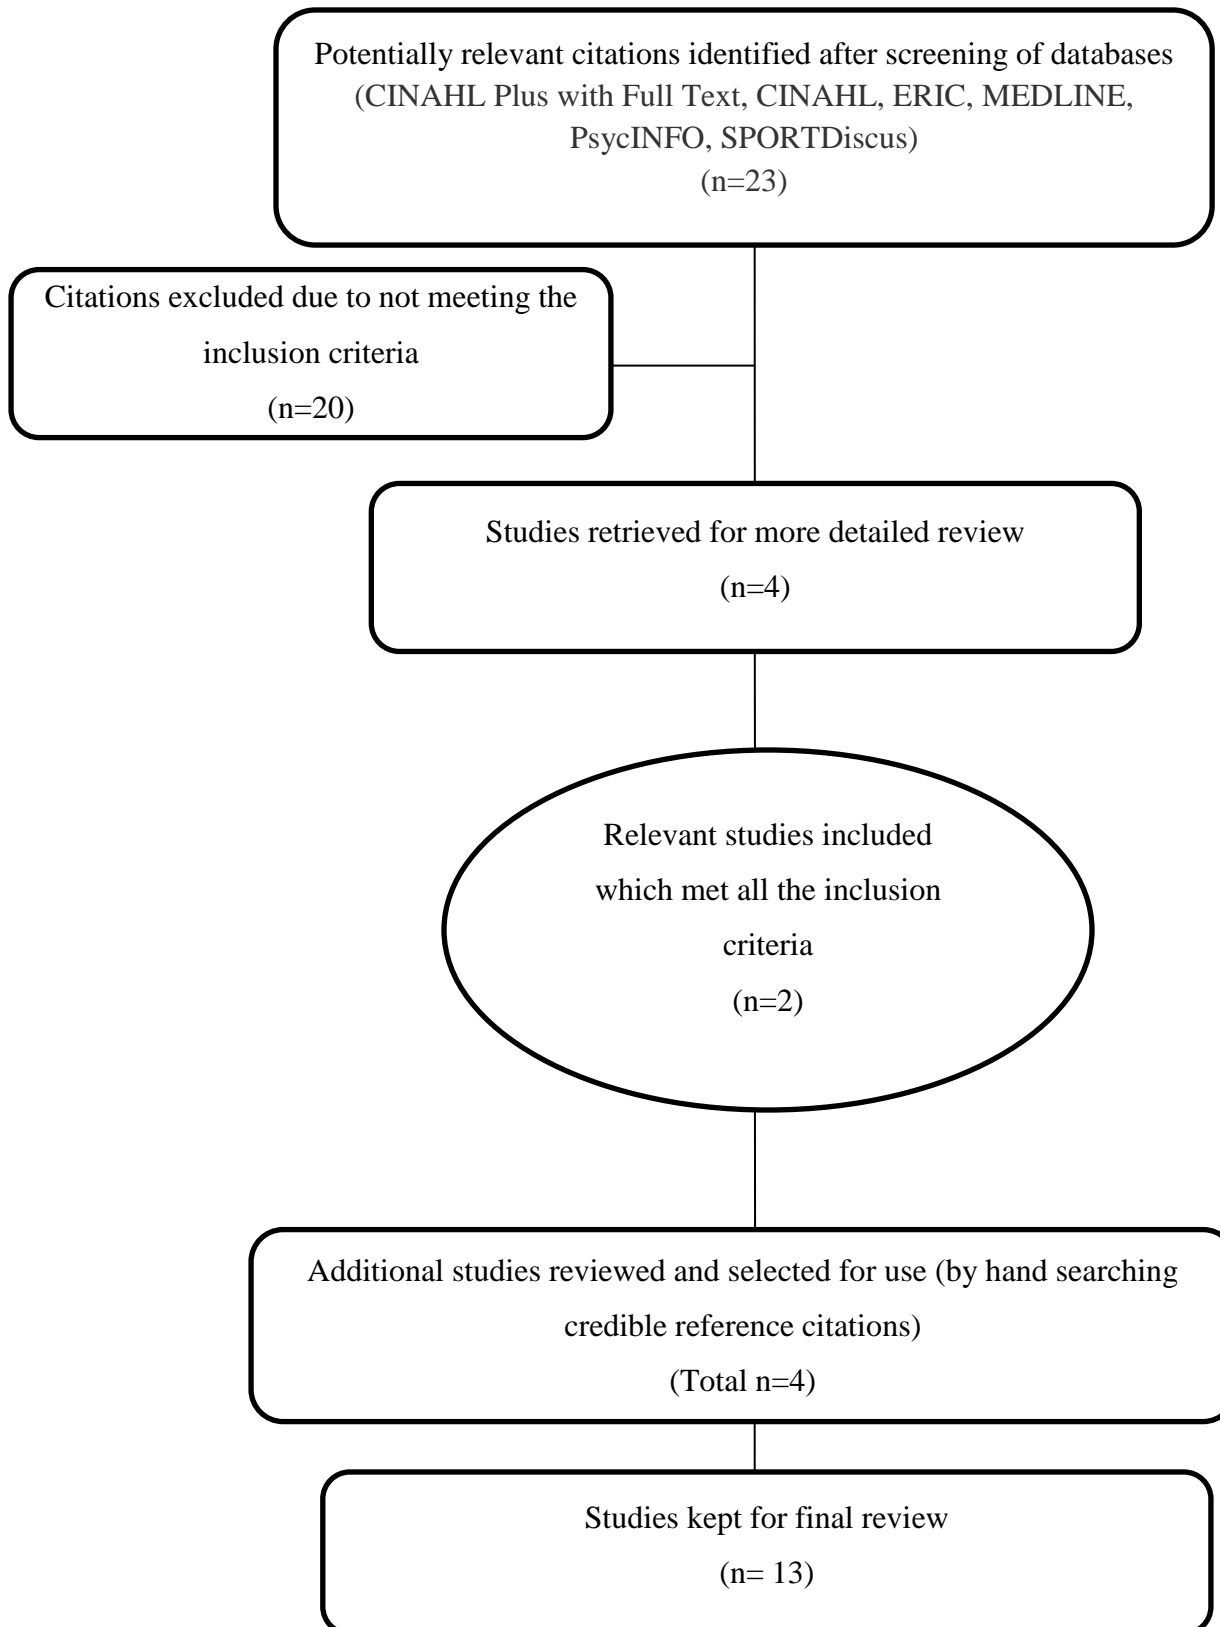 Potentially relevant citations identified after screening of databases
(CINAHL Plus with Full Text, CINAHL, ERIC, MEDLINE,
PsycINFO, SPORTDiscus)
(n=23)
Citations excluded due to not meeting the
inclusion criteria
(n=20)
Studies retrieved for more detailed review
(n=4)
Relevant studies included
which met all the inclusion
criteria
(n=2)
Additional studies reviewed and selected for use (by hand searching
credible reference citations)
(Total n=4)
Studies kept for final review
(n= 13)